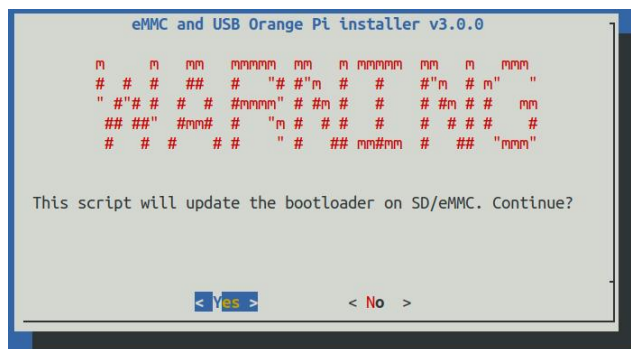 eMMC and USB Orange Pi installer v3.0.0
WARNING
This script will update the bootloader on SD/eMMC. Continue?
< Yes > < No >